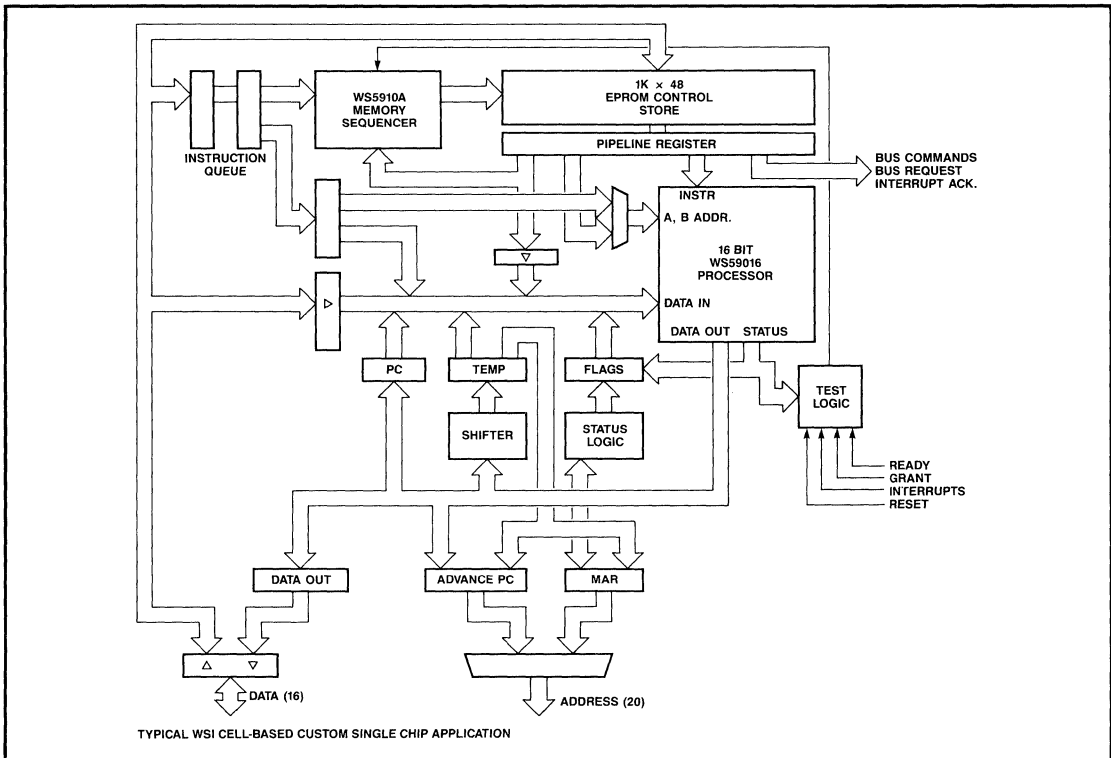 1K × 48
EPROM CONTROL
STORE
WS5910A
MEMORY
SEQUENCER
PIPELINE REGISTER
INSTRUCTION
QUEUE
BUS COMMANDS
BUS REQUEST
INTERRUPT ACK.
INSTR
A, B ADDR.
16 BIT
WS59016
PROCESSOR
DATA IN
DATA OUT STATUS
PC
TEMP
FLAGS
TEST
LOGIC
SHIFTER
STATUS
LOGIC
READY
GRANT
INTERRUPTS
RESET
DATA OUT
ADVANCE PC
MAR
DATA (16)
ADDRESS (20)
TYPICAL WSI CELL-BASED CUSTOM SINGLE CHIP APPLICATION